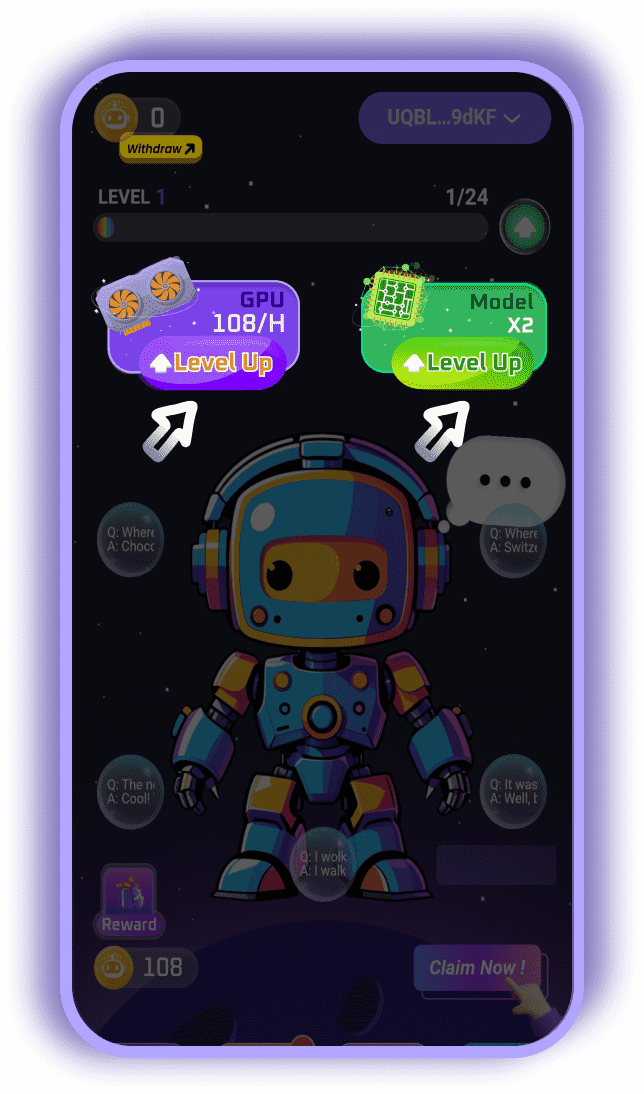 0
UQBL...9dKF
Withdraw
LEVEL 1
1/24
GPU
108/H
Level Up
Model
X2
Level Up
Q: Where
A: Choco
Q: Where
A: Switze
Q: The n
A: Cool!
Q: It was
A: Well, b
Q: I wolk
A: I walk
Reward
108
Claim Now !